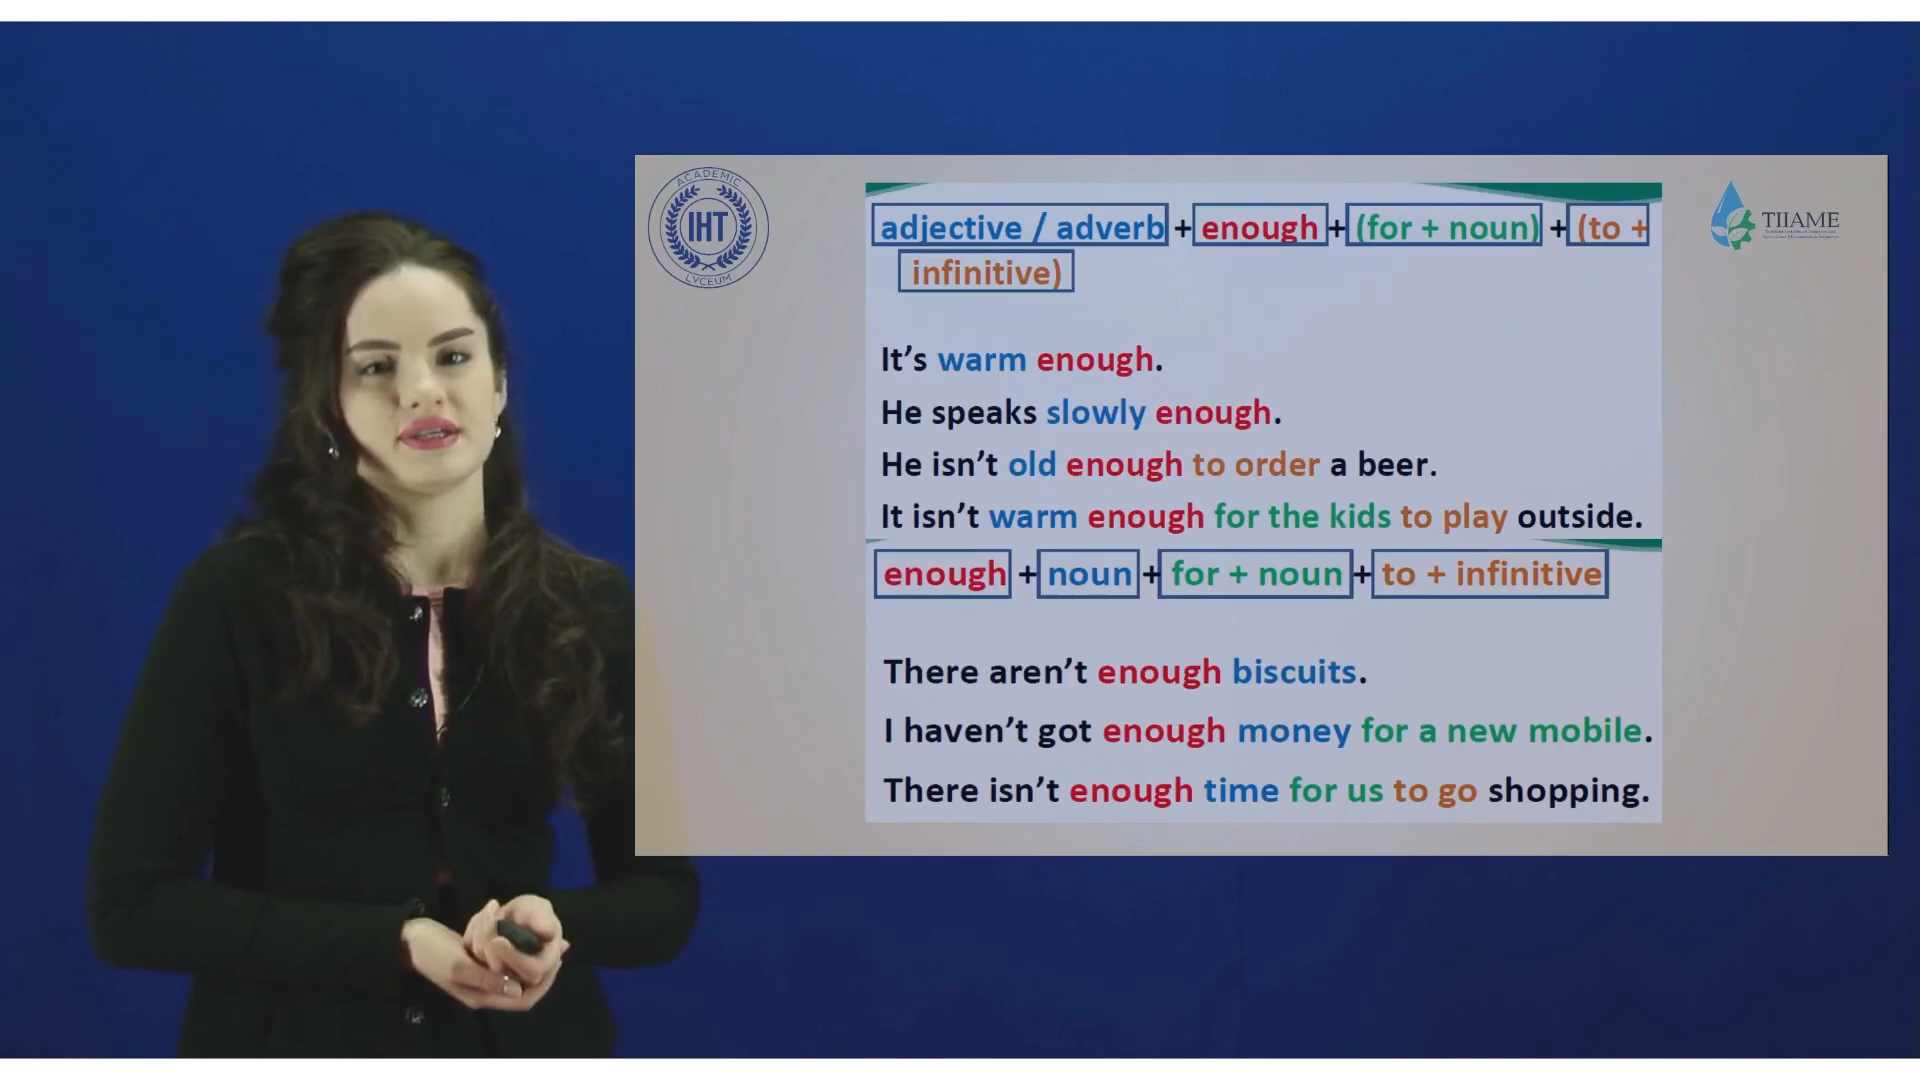 ACADEMIC
IHT
LYCEUM
TIIAME
adjective / adverb + enough + (for + noun) + (to +
infinitive)
It's warm enough.
He speaks slowly enough.
He isn't old enough to order a beer.
It isn't warm enough for the kids to play outside.
enough + noun + for + noun + to + infinitive
There aren't enough biscuits.
I haven't got enough money for a new mobile.
There isn't enough time for us to go shopping.